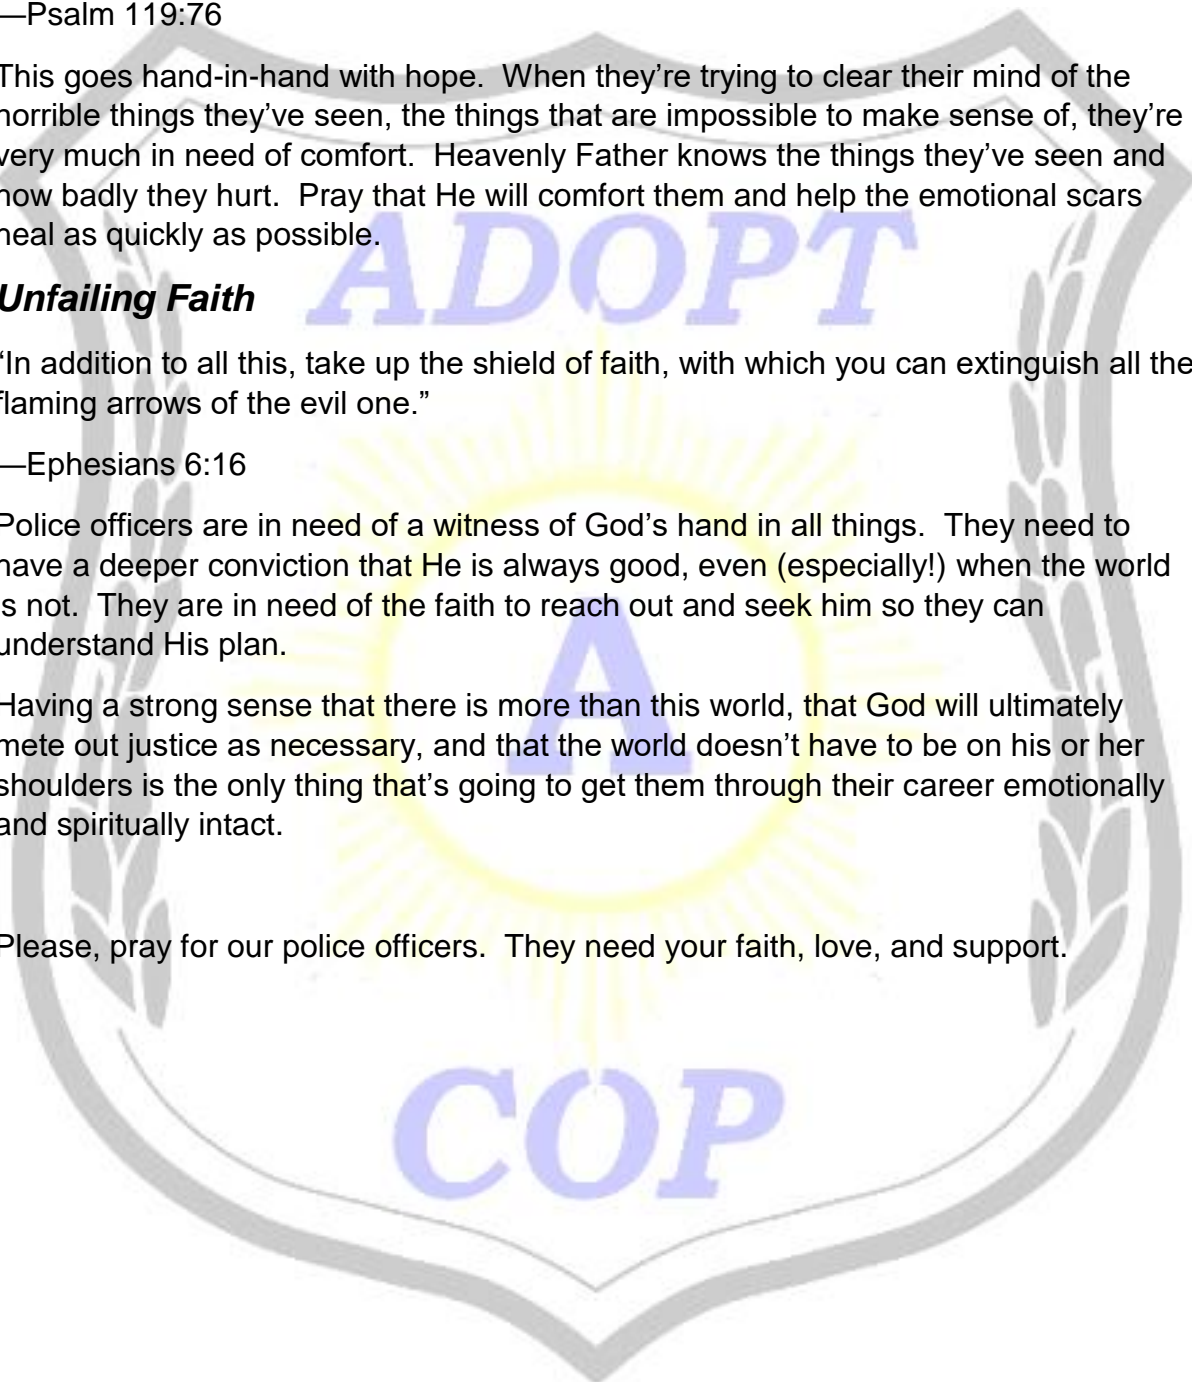 —Psalm 119:76
This goes hand-in-hand with hope.  When they’re trying to clear their mind of the
horrible things they’ve seen, the things that are impossible to make sense of, they’re
very much in need of comfort.  Heavenly Father knows the things they’ve seen and
how badly they hurt.  Pray that He will comfort them and help the emotional scars
heal as quickly as possible.
ADOPT
Unfailing Faith
“In addition to all this, take up the shield of faith, with which you can extinguish all the
flaming arrows of the evil one.”
—Ephesians 6:16
Police officers are in need of a witness of God’s hand in all things.  They need to
have a deeper conviction that He is always good, even (especially!) when the world
is not.  They are in need of the faith to reach out and seek him so they can
understand His plan.
A
Having a strong sense that there is more than this world, that God will ultimately
mete out justice as necessary, and that the world doesn’t have to be on his or her
shoulders is the only thing that’s going to get them through their career emotionally
and spiritually intact.
Please, pray for our police officers.  They need your faith, love, and support.
COP